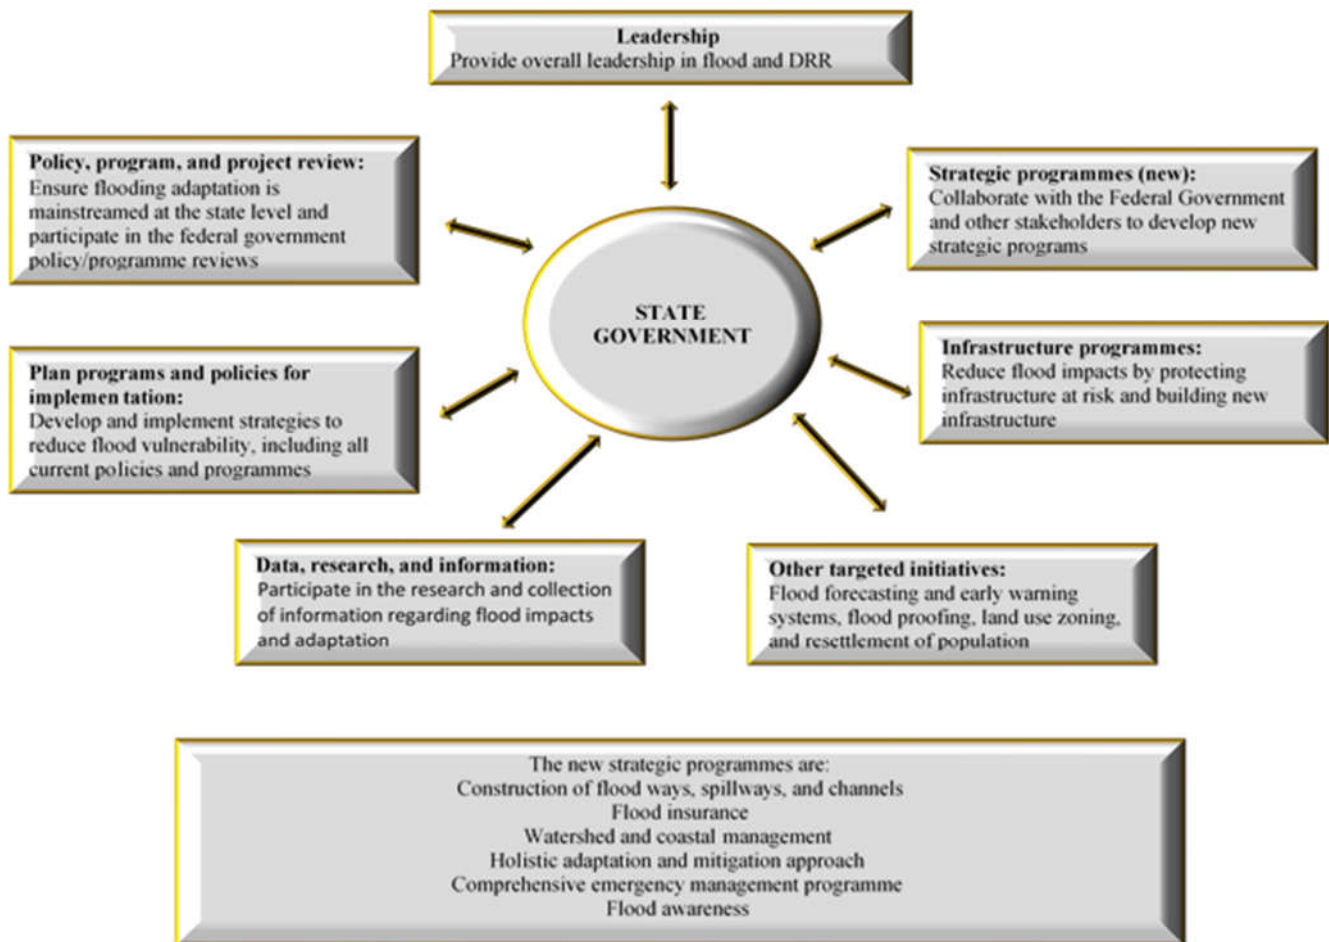 Leadership
Provide overall leadership in flood and DRR
Policy, program, and project review:
Ensure flooding adaptation is
mainstreamed at the state level and
participate in the federal government
policy/programme reviews
Strategic programmes (new):
Collaborate with the Federal Government
and other stakeholders to develop new
strategic programs
STATE
GOVERNMENT
Plan programs and policies for
implemen tation:
Develop and implement strategies to
reduce flood vulnerability, including all
current policies and programmes
Infrastructure programmes:
Reduce flood impacts by protecting
infrastructure at risk and building new
infrastructure
Data, research, and information:
Participate in the research and collection
of information regarding flood impacts
and adaptation
Other targeted initiatives:
Flood forecasting and early warning
systems, flood proofing, land use zoning,
and resettlement of population
The new strategic programmes are:
Construction of flood ways, spillways, and channels
Flood insurance
Watershed and coastal management
Holistic adaptation and mitigation approach
Comprehensive emergency management programme
Flood awareness